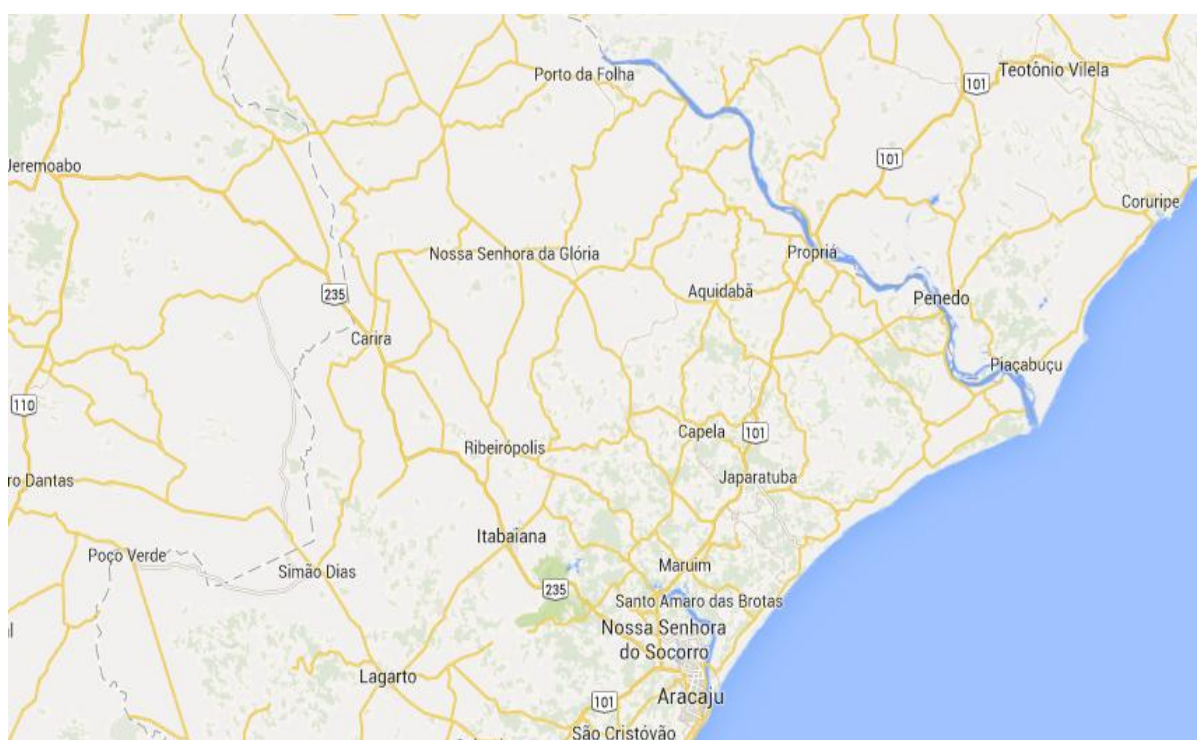 Porto da Folha
Teotônio Vilela
101
101
Jeremoabo
Coruripe
Nossa Senhora da Glória
Propriá
235
Aquidabã
Penedo
Carira
Piaçabuçu
110
Capela
101
Ribeirópolis
Japaratuba
ro Dantas
Itabaiana
Poço Verde
Simão Dias
Maruim
235
Santo Amaro das Brotas
Nossa Senhora
do Socorro
Lagarto
Aracaju
101
São Cristóvão